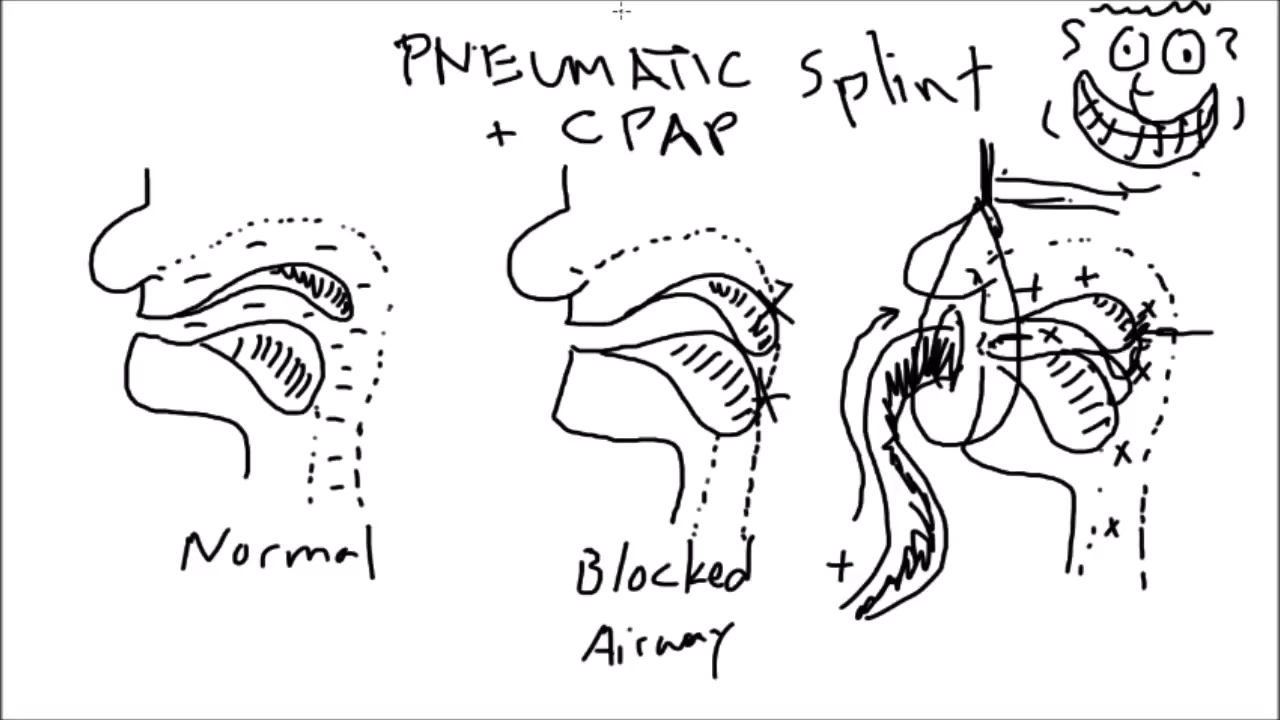 PNEUMATIC Splint
+ CPAP
Normal
Blocked
Airway